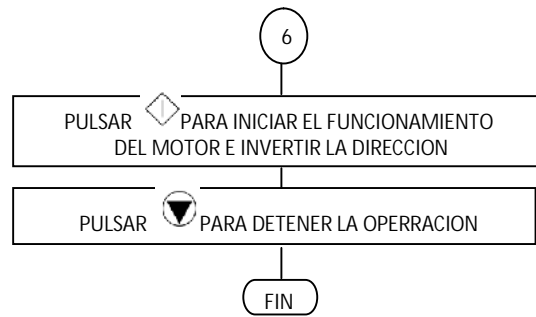 6
PULSAR PARA INICIAR EL FUNCIONAMIENTO
DEL MOTOR E INVERTIR LA DIRECCION
PULSAR PARA DETENER LA OPERRACION
FIN